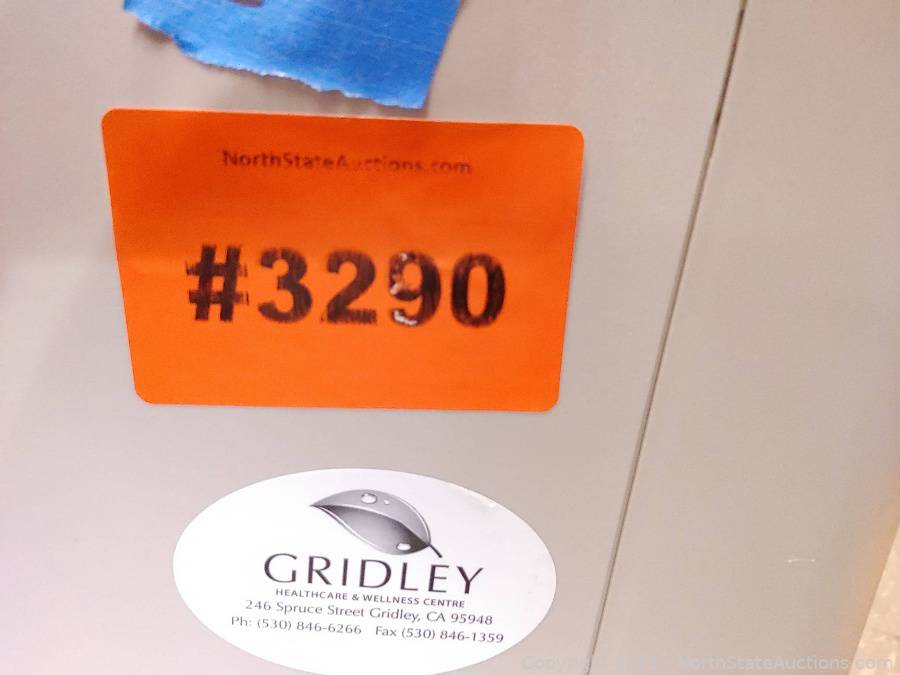 NorthStateAuctions.com
#3290
GRIDLEY
HEALTHCARE & WELLNESS CENTRE
246 Spruce Street Gridley, CA 95948
Ph: (530) 846-6266 Fax (530) 846-1359
Copyright NorthStateAuctions.com